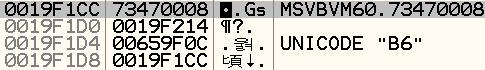 0019F1CC 73470008 ◘.Gs MSVBVM60.73470008
0019F1D0 0019F214 ¶?.
0019F1D4 00659F0C UNICODE "B6"
0019F1D8 0019F1CC ↓.